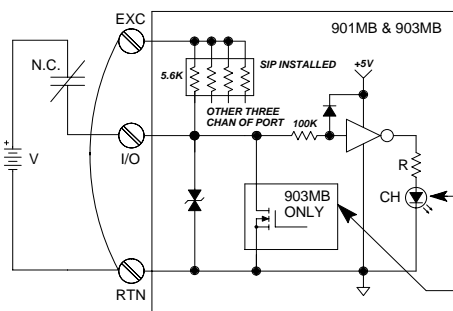 EXC
901MB & 903MB
N.C.
SIP INSTALLED
+5V
5.6K
OTHER THREE
CHAN OF PORT
100K
I/O
+
V
R
903MB
ONLY
CH
RTN